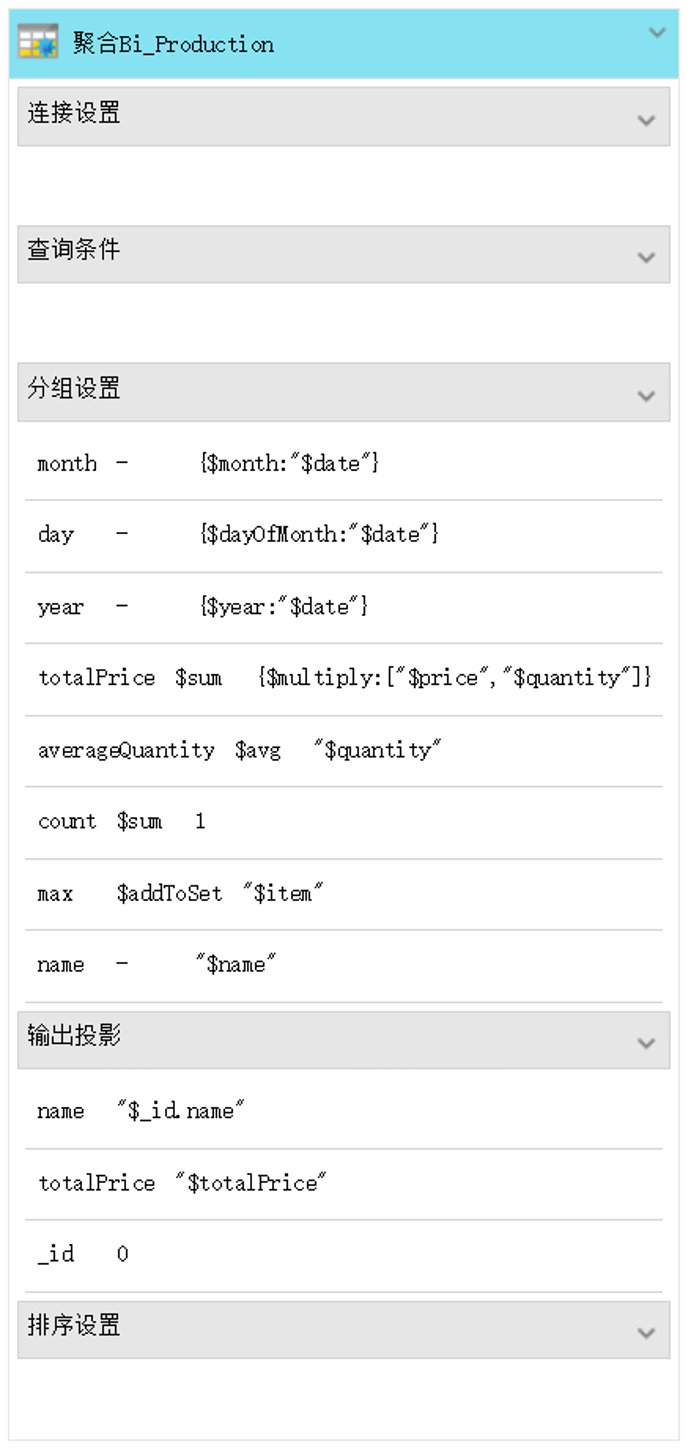 聚合Bi_Production
连接设置
查询条件
分组设置
month - {$month:"$date"}
day - {$dayOfMonth:"$date"}
year - {$year:"$date"}
totalPrice $sum {$multiply:["$price","$quantity"]}
averageQuantity $avg "$quantity"
count $sum 1
max $addToSet "$item"
name - "$name"
输出投影
name "$_id.name"
totalPrice "$totalPrice"
_id 0
排序设置